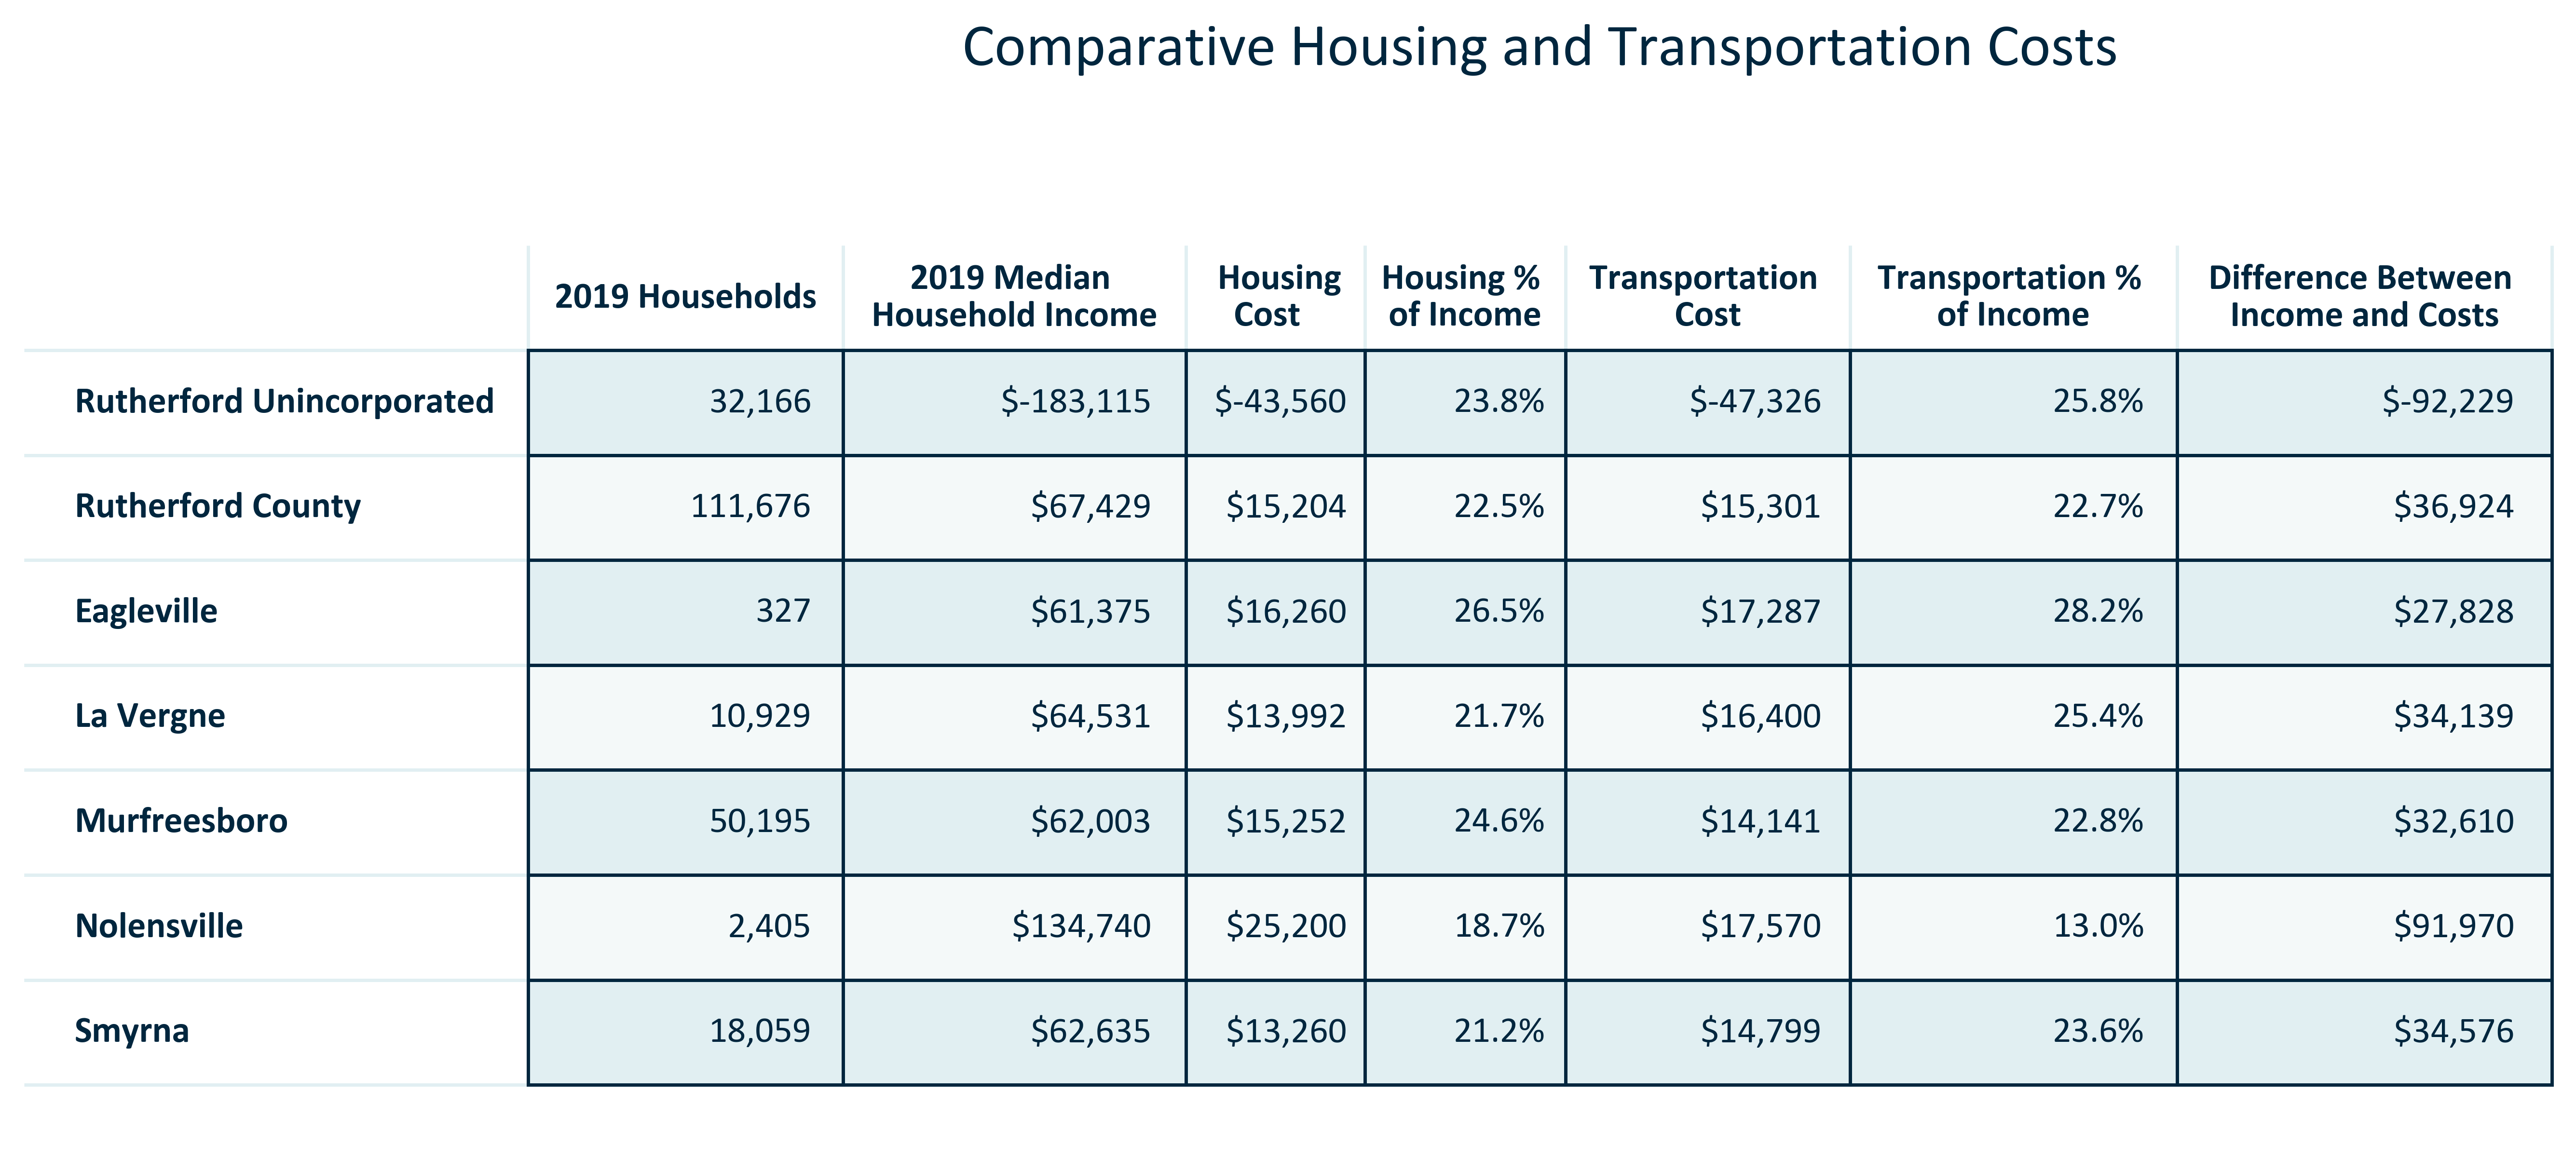 Comparative Housing and Transportation Costs
2019 Households
2019 Median
Household Income
Housing
Cost
Housing %
of Income
Transportation
Cost
Transportation %
of Income
Difference Between
Income and Costs
Rutherford Unincorporated 32,166 $-183,115 $-43,560 23.8% $-47,326 25.8% $-92,229
Rutherford County 111,676 $67,429 $15,204 22.5% $15,301 22.7% $36,924
Eagleville 327 $61,375 $16,260 26.5% $17,287 28.2% $27,828
La Vergne 10,929 $64,531 $13,992 21.7% $16,400 25.4% $34,139
Murfreesboro 50,195 $62,003 $15,252 24.6% $14,141 22.8% $32,610
Nolensville 2,405 $134,740 $25,200 18.7% $17,570 13.0% $91,970
Smyrna 18,059 $62,635 $13,260 21.2% $14,799 23.6% $34,576